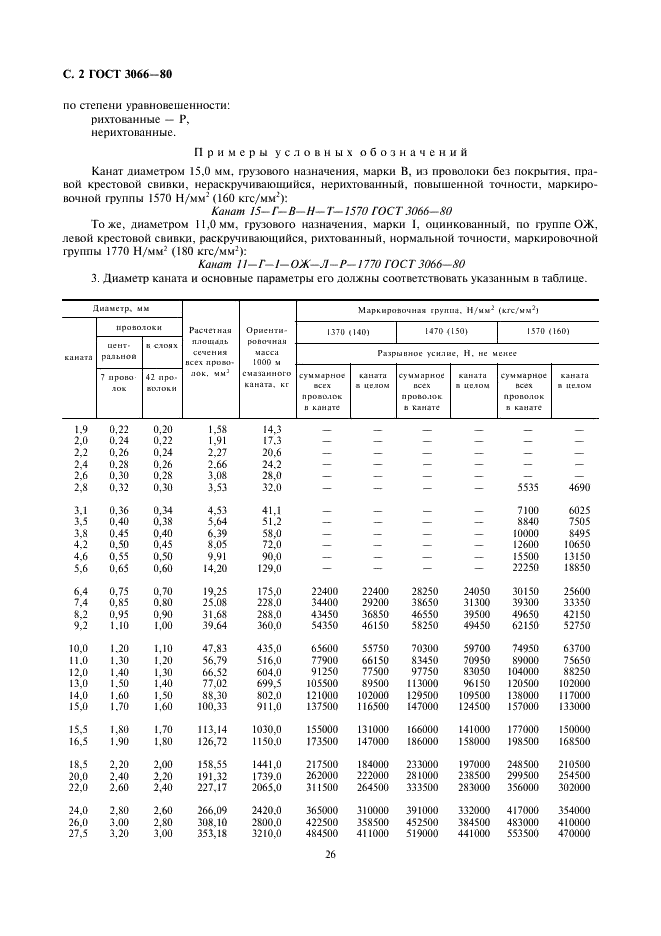 С. 2 ГОСТ 3066—80
по степени уравновешенности:
рихтованные — Р,
нерихтованные.
Примеры условных обозначений
Канат диаметром 15,0 мм, грузового назначения, марки В, из проволоки без покрытия, пра-
вой крестовой свивки, нераскручивающийся, нерихтованный, повышенной точности, маркиро-
вочной группы 1570 Н/мм² (160 кгс/мм²):
Канат 15—Г—В—Н—Т—1570 ГОСТ 3066—80
То же, диаметром 11,0 мм, грузового назначения, марки I, оцинкованный, по группе ОЖ,
левой крестовой свивки, раскручивающийся, рихтованный, нормальной точности, маркировочной
группы 1770 Н/мм² (180 кгс/мм²):
Канат 11—Г—I—ОЖ—Л—Р—1770 ГОСТ 3066—80
3. Диаметр каната и основные параметры его должны соответствовать указанным в таблице.
Диаметр, мм
каната
проволоки
цент-
ральной
в слоях
7 прово-
лок
42 про-
волоки
Расчетная
площадь
сечения
всех прово-
лок, мм²
Ориенти-
ровочная
масса
1000 м
смазанного
каната, кг
Маркировочная группа, Н/мм² (кгс/мм²)
1370 (140) 1470 (150) 1570 (160)
Разрывное усилие, Н, не менее
суммарное
всех
проволок
в канате
каната
в целом
суммарное
всех
проволок
в канате
каната
в целом
суммарное
всех
проволок
в канате
каната
в целом
1,9 0,22 0,20 1,58 14,3 — — — — — —
2,0 0,24 0,22 1,91 17,3 — — — — — —
2,2 0,26 0,24 2,27 20,6 — — — — — —
2,4 0,28 0,26 2,66 24,2 — — — — — —
2,6 0,30 0,28 3,08 28,0 — — — — — —
2,8 0,32 0,30 3,53 32,0 — — — — 5535 4690
3,1 0,36 0,34 4,53 41,1 — — — — 7100 6025
3,5 0,40 0,38 5,64 51,2 — — — — 8840 7505
3,8 0,45 0,40 6,39 58,0 — — — — 10000 8495
4,2 0,50 0,45 8,05 72,0 — — — — 12600 10650
4,6 0,55 0,50 9,91 90,0 — — — — 15500 13150
5,6 0,65 0,60 14,20 129,0 — — — — 22250 18850
6,4 0,75 0,70 19,25 175,0 22400 22400 28250 24050 30150 25600
7,4 0,85 0,80 25,08 228,0 34400 29200 38650 31300 39300 33350
8,2 0,95 0,90 31,68 288,0 43450 36850 46550 39500 49650 42150
9,2 1,10 1,00 39,64 360,0 54350 46150 58250 49450 62150 52750
10,0 1,20 1,10 47,83 435,0 65600 55750 70300 59700 74950 63700
11,0 1,30 1,20 56,79 516,0 77900 66150 83450 70950 89000 75650
12,0 1,40 1,30 66,52 604,0 91250 77500 97750 83050 104000 88250
13,0 1,50 1,40 77,02 699,5 105500 89500 113000 96150 120500 102000
14,0 1,60 1,50 88,30 802,0 121000 102000 129500 109500 138000 117000
15,0 1,70 1,60 100,33 911,0 137500 116500 147000 124500 157000 133000
15,5 1,80 1,70 113,14 1030,0 155000 131000 166000 141000 177000 150000
16,5 1,90 1,80 126,72 1150,0 173500 147000 186000 158000 198500 168500
18,5 2,20 2,00 158,55 1441,0 217500 184000 233000 197000 248500 210500
20,0 2,40 2,20 191,32 1739,0 262000 222000 281000 238500 299500 254500
22,0 2,60 2,40 227,17 2065,0 311500 264500 333500 283000 356000 302000
24,0 2,80 2,60 266,09 2420,0 365000 310000 391000 332000 417000 354000
26,0 3,00 2,80 308,10 2800,0 422500 358500 452500 384500 483000 410000
27,5 3,20 3,00 353,18 3210,0 484500 411000 519000 441000 553500 470000
26